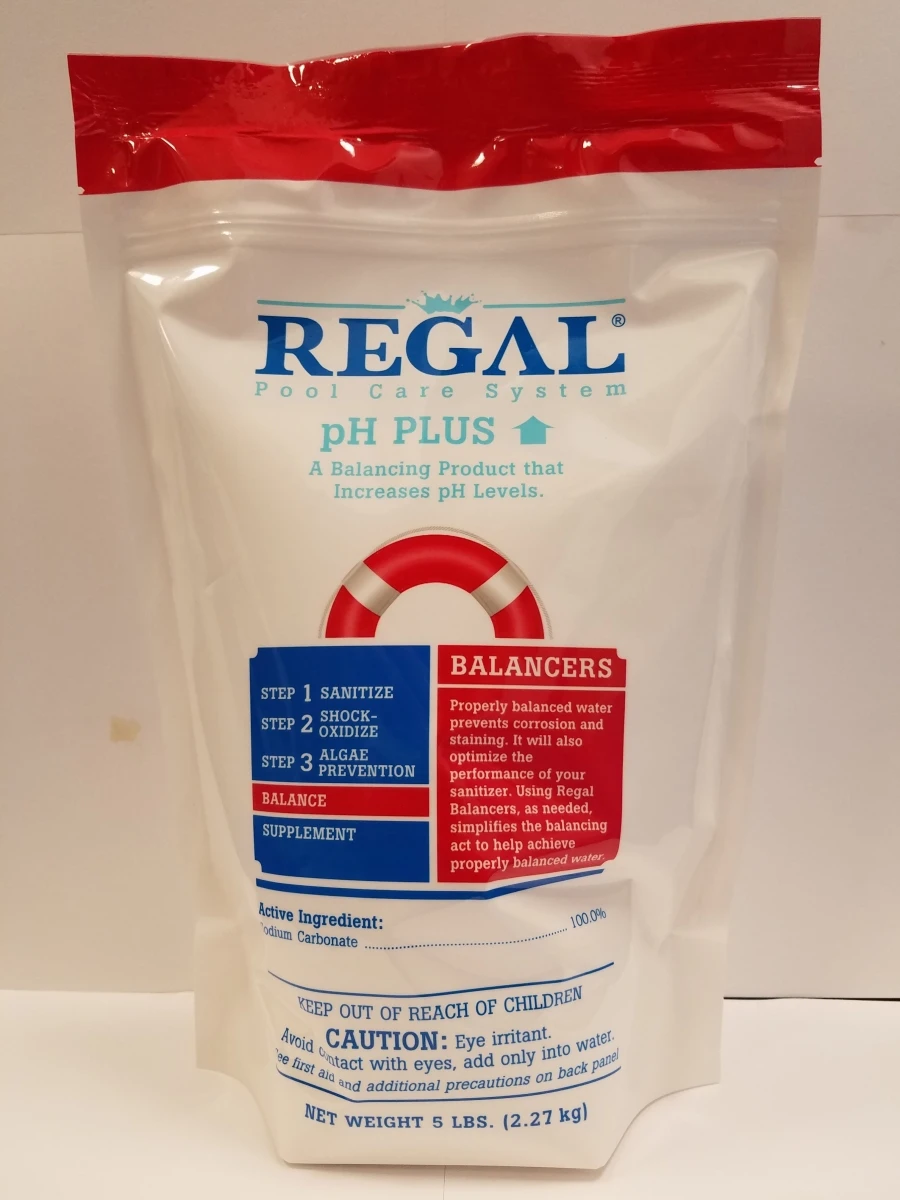 REGAL®
Pool Care System
pH PLUS
A Balancing Product that
Increases pH Levels.
STEP 1 SANITIZE
STEP 2 SHOCK-
OXIDIZE
STEP 3 ALGAE
PREVENTION
BALANCE
SUPPLEMENT
BALANCERS
Properly balanced water
prevents corrosion and
staining. It will also
optimize the
performance of your
sanitizer. Using Regal
Balancers, as needed,
simplifies the balancing
act to help achieve
properly balanced water.
Active Ingredient:
Sodium Carbonate ........................................ 100.0%
KEEP OUT OF REACH OF CHILDREN
CAUTION: Eye irritant.
Avoid contact with eyes, add only into water.
See first aid and additional precautions on back panel
NET WEIGHT 5 LBS. (2.27 kg)